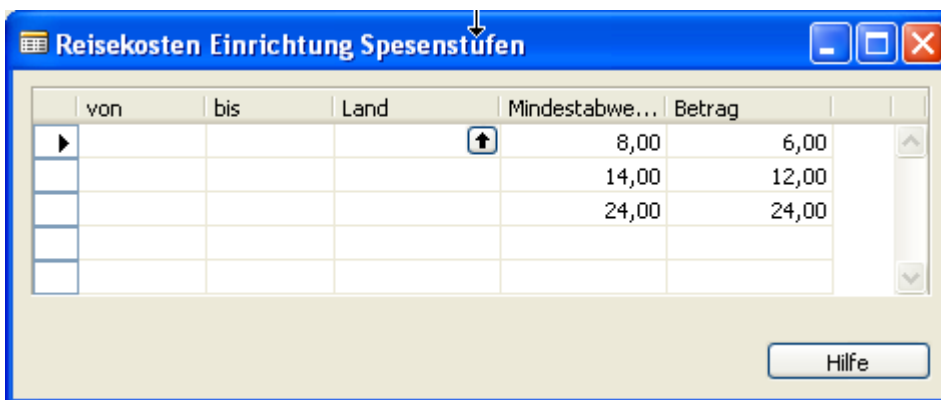 Reisekosten Einrichtung Spesenstufen
von bis Land Mindestabwe... Betrag
8,00 6,00
14,00 12,00
24,00 24,00
Hilfe